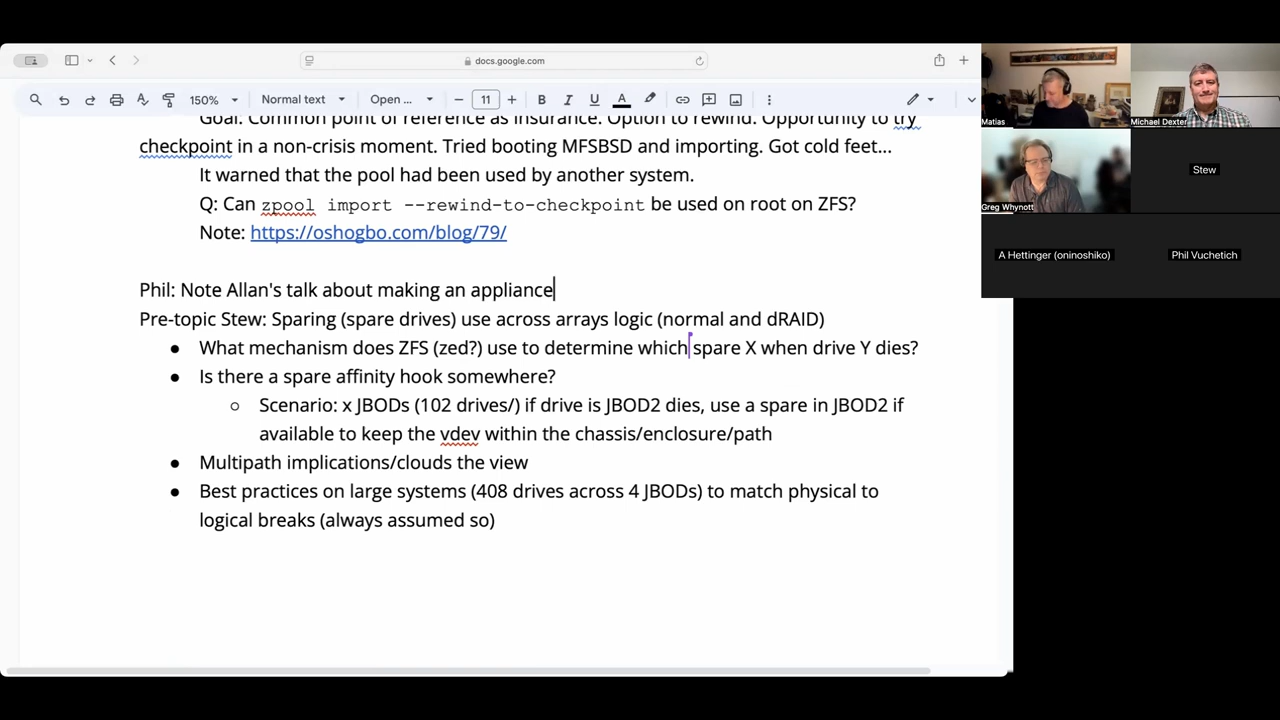 docs.google.com
150%
Normal text
Open ...
11
Goal: Common point of reference as insurance. Option to rewind. Opportunity to try
checkpoint in a non-crisis moment. Tried booting MFSBSD and importing. Got cold feet...
It warned that the pool had been used by another system.
Q: Can zpool import --rewind-to-checkpoint be used on root on ZFS?
Note: https://oshogbo.com/blog/79/
Phil: Note Allan's talk about making an appliance
Pre-topic Stew: Sparing (spare drives) use across arrays logic (normal and dRAID)
● What mechanism does ZFS (zed?) use to determine which spare X when drive Y dies?
● Is there a spare affinity hook somewhere?
○ Scenario: x JBODs (102 drives/) if drive is JBOD2 dies, use a spare in JBOD2 if
available to keep the vdev within the chassis/enclosure/path
● Multipath implications/clouds the view
● Best practices on large systems (408 drives across 4 JBODs) to match physical to
logical breaks (always assumed so)
Matias
Michael Dexter
Greg Whynott
Stew
A Hettinger (oninoshiko)
Phil Vuchetich